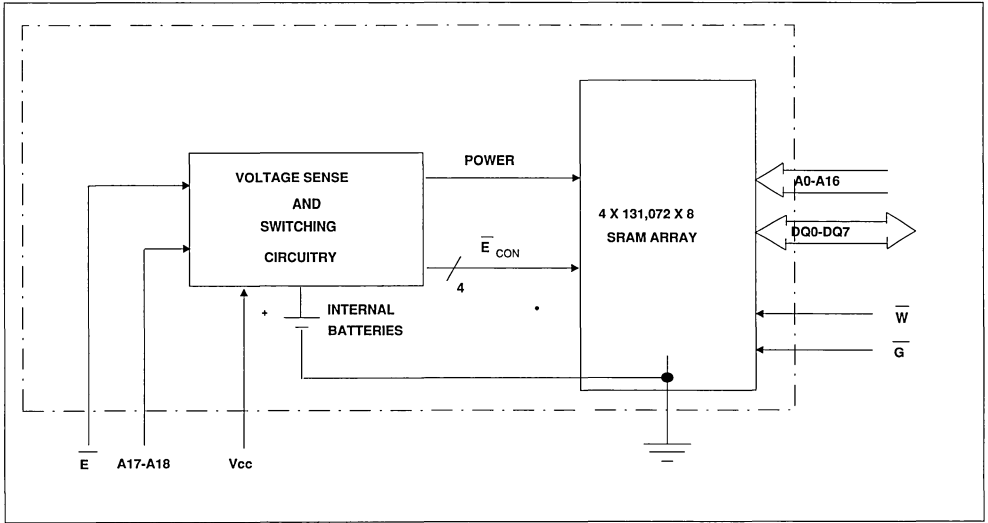 VOLTAGE SENSE
AND
SWITCHING
CIRCUITRY
POWER
E̅ CON
4
4 X 131,072 X 8
SRAM ARRAY
A0-A16
DQ0-DQ7
W̅
G̅
+
INTERNAL
BATTERIES
E̅
A17-A18
Vcc